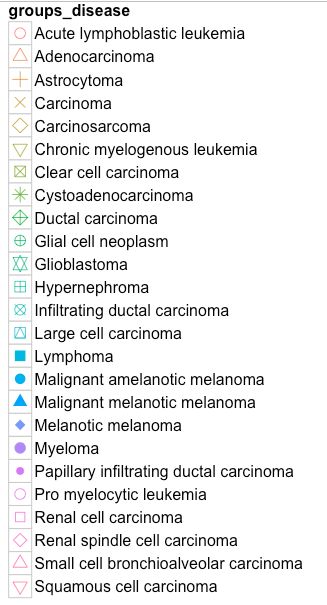 groups_disease
Acute lymphoblastic leukemia
Adenocarcinoma
Astrocytoma
Carcinoma
Carcinosarcoma
Chronic myelogenous leukemia
Clear cell carcinoma
Cystoadenocarcinoma
Ductal carcinoma
Glial cell neoplasm
Glioblastoma
Hypernephroma
Infiltrating ductal carcinoma
Large cell carcinoma
Lymphoma
Malignant amelanotic melanoma
Malignant melanotic melanoma
Melanotic melanoma
Myeloma
Papillary infiltrating ductal carcinoma
Pro myelocytic leukemia
Renal cell carcinoma
Renal spindle cell carcinoma
Small cell bronchioalveolar carcinoma
Squamous cell carcinoma